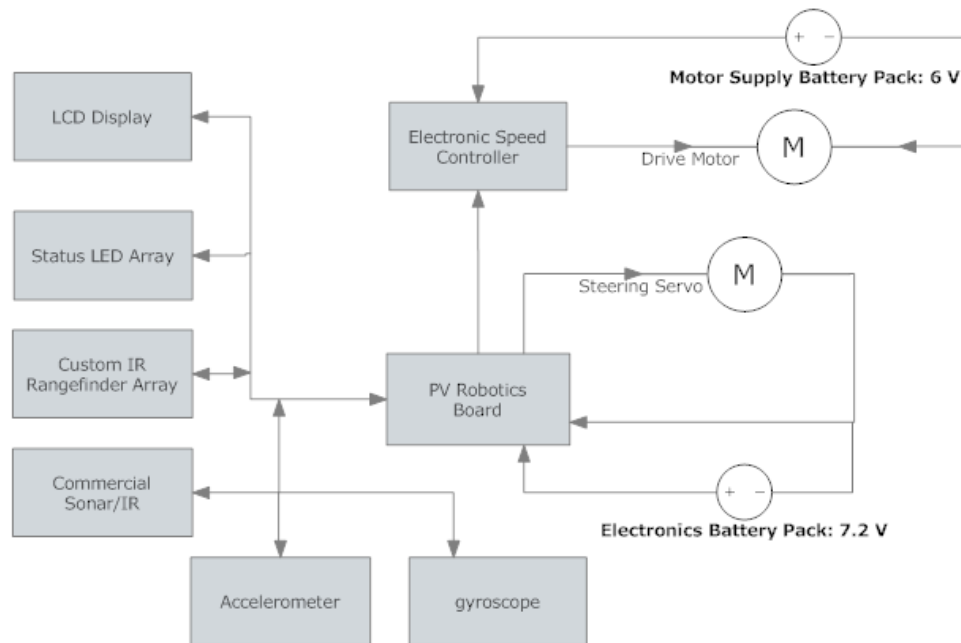 + −
Motor Supply Battery Pack: 6 V
LCD Display
Electronic Speed
Controller
M
Drive Motor
Status LED Array
M
Steering Servo
Custom IR
Rangefinder Array
PV Robotics
Board
Commercial
Sonar/IR
+ −
Electronics Battery Pack: 7.2 V
Accelerometer
gyroscope